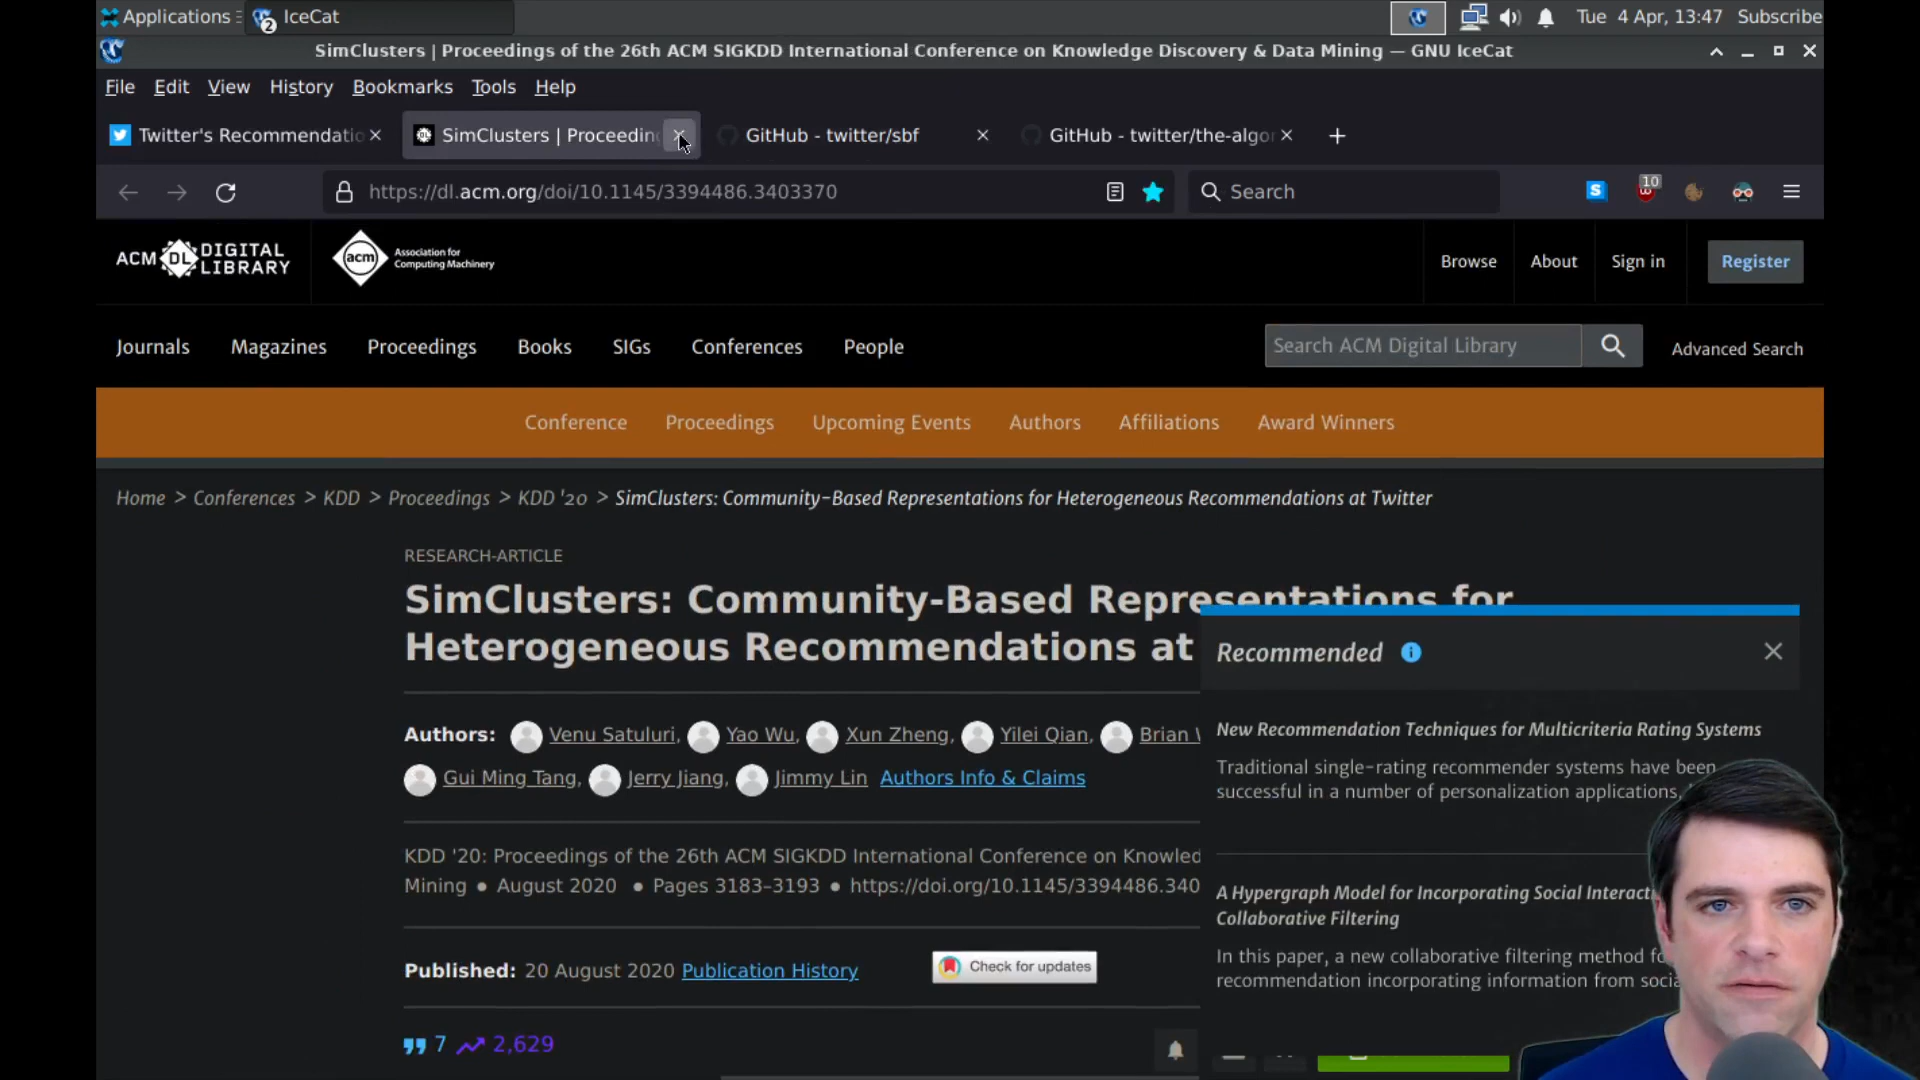 Applications
2
IceCat
Tue 4 Apr, 13:47
Subscribe
SimClusters | Proceedings of the 26th ACM SIGKDD International Conference on Knowledge Discovery & Data Mining — GNU IceCat
File Edit View History Bookmarks Tools Help
Twitter's Recommendatio
SimClusters | Proceedin
GitHub - twitter/sbf
GitHub - twitter/the-algo
https://dl.acm.org/doi/10.1145/3394486.3403370
Search
S
10
ACM DL DIGITAL LIBRARY
acm
Association for
Computing Machinery
Browse About Sign in Register
Journals Magazines Proceedings Books SIGs Conferences People
Search ACM Digital Library
Advanced Search
Conference Proceedings Upcoming Events Authors Affiliations Award Winners
Home > Conferences > KDD > Proceedings > KDD '20 > SimClusters: Community-Based Representations for Heterogeneous Recommendations at Twitter
RESEARCH-ARTICLE
SimClusters: Community-Based Representations for
Heterogeneous Recommendations at
Authors: Venu Satuluri, Yao Wu, Xun Zheng, Yilei Qian, Brian
Gui Ming Tang, Jerry Jiang, Jimmy Lin Authors Info & Claims
KDD '20: Proceedings of the 26th ACM SIGKDD International Conference on Knowled
Mining • August 2020 • Pages 3183–3193 • https://doi.org/10.1145/3394486.340
Published: 20 August 2020 Publication History
Check for updates
7 2,629
Recommended
New Recommendation Techniques for Multicriteria Rating Systems
Traditional single-rating recommender systems have been
successful in a number of personalization applications,
A Hypergraph Model for Incorporating Social Interacti
Collaborative Filtering
In this paper, a new collaborative filtering method fo
recommendation incorporating information from socia